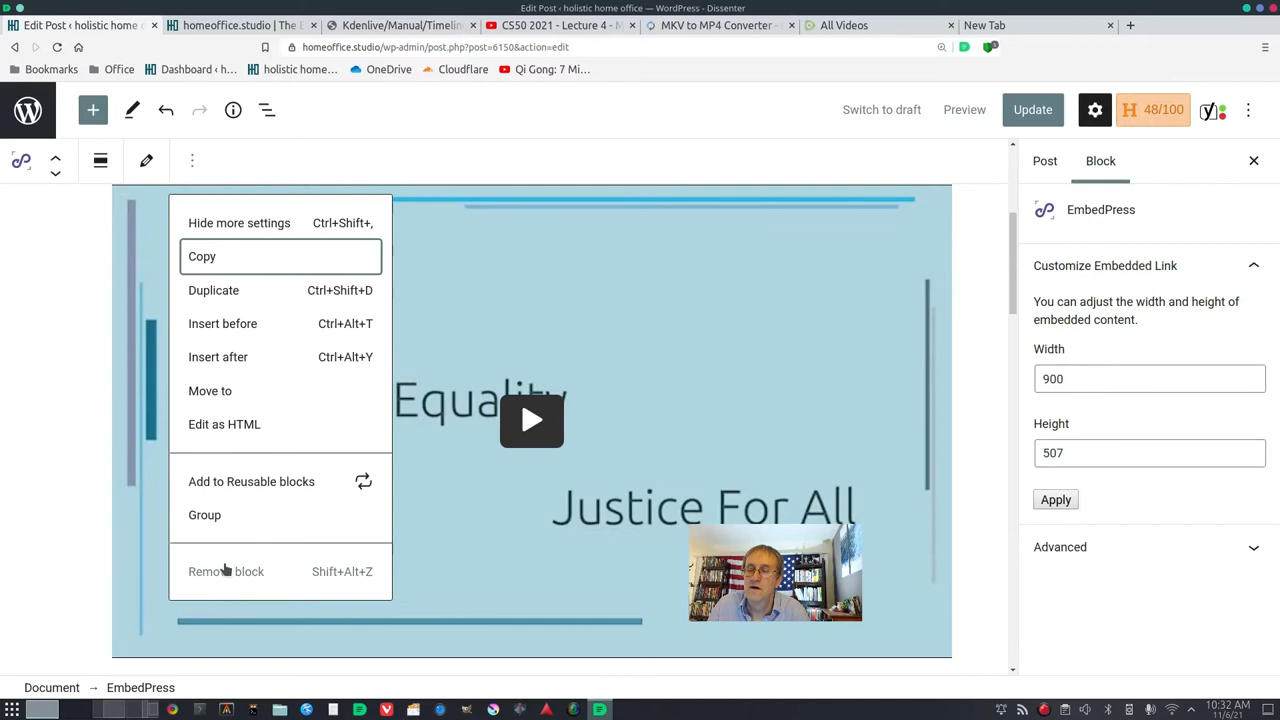 Edit Post ‹ holistic home office — WordPress — Dissenter
Edit Post ‹ holistic home office ·
homeoffice.studio | The E
Kdenlive/Manual/Timelin
CS50 2021 - Lecture 4 - M
MKV to MP4 Converter -
All Videos
New Tab
homeoffice.studio/wp-admin/post.php?post=6150&action=edit
Bookmarks
Office
Dashboard ‹ h...
holistic home...
OneDrive
Cloudflare
Qi Gong: 7 Mi...
Switch to draft
Preview
Update
H 48/100
Post
Block
EmbedPress
Customize Embedded Link
You can adjust the width and height of
embedded content.
Width
900
Height
507
Apply
Advanced
Hide more settings Ctrl+Shift+,
Copy
Duplicate Ctrl+Shift+D
Insert before Ctrl+Alt+T
Insert after Ctrl+Alt+Y
Move to
Edit as HTML
Add to Reusable blocks
Group
Remove block Shift+Alt+Z
Equality
Justice For All
Document → EmbedPress
10:32 AM
11/6/21